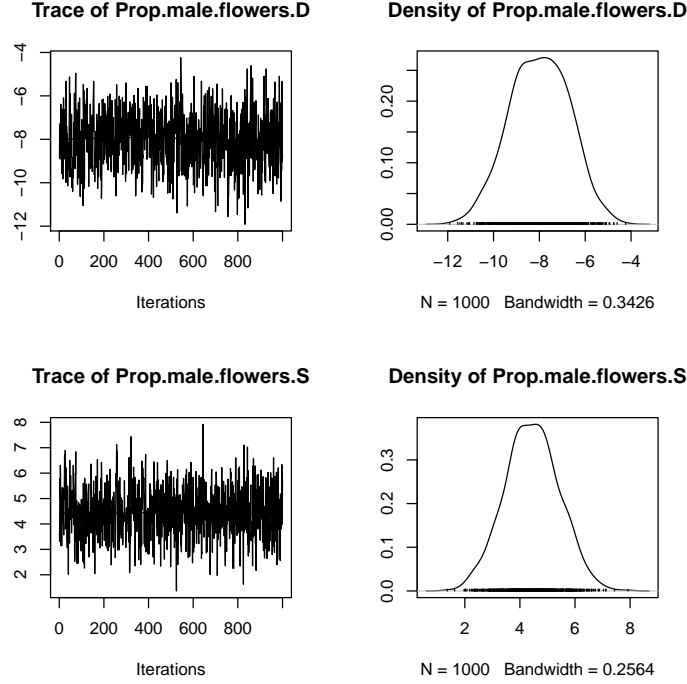 Trace of Prop.male.flowers.D
−12 −10 −8 −6 −4
0 200 400 600 800
Iterations
Density of Prop.male.flowers.D
0.00 0.10 0.20
−12 −10 −8 −6 −4
N = 1000 Bandwidth = 0.3426
Trace of Prop.male.flowers.S
2 3 4 5 6 7 8
0 200 400 600 800
Iterations
Density of Prop.male.flowers.S
0.0 0.1 0.2 0.3
2 4 6 8
N = 1000 Bandwidth = 0.2564